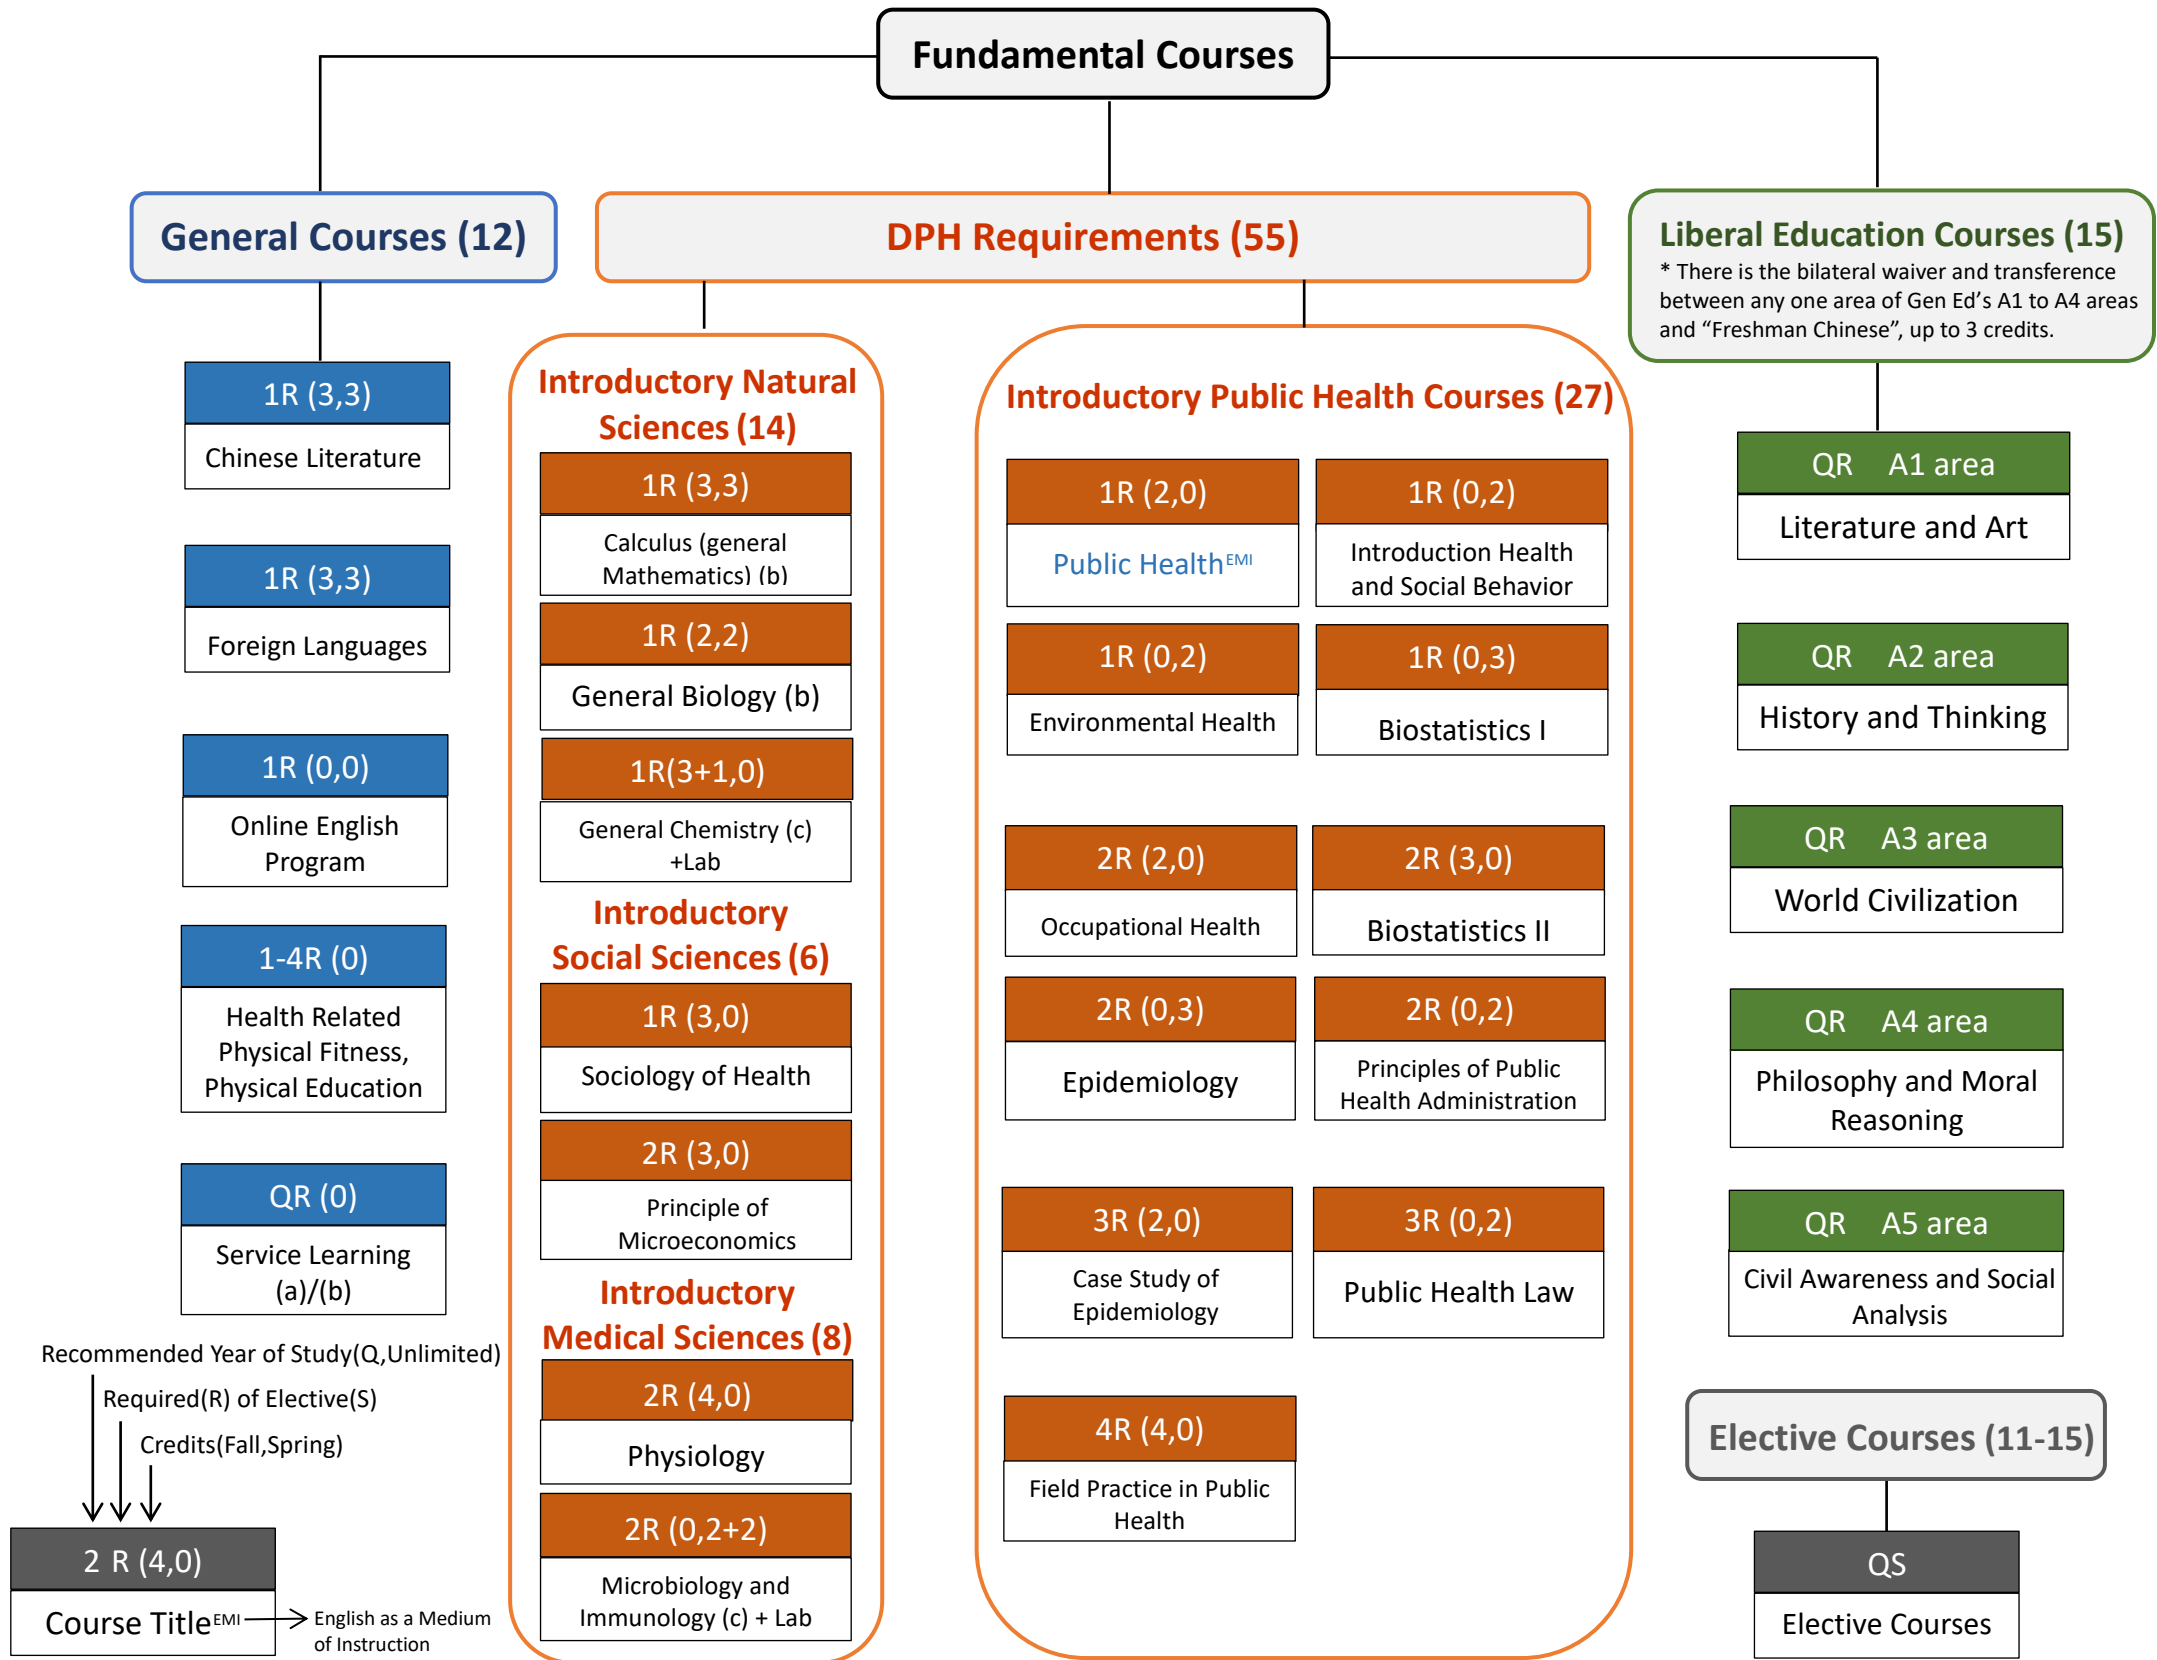 Fundamental Courses
General Courses (12)
1R (3,3)
Chinese Literature
1R (3,3)
Foreign Languages
1R (0,0)
Online English
Program
1-4R (0)
Health Related
Physical Fitness,
Physical Education
QR (0)
Service Learning
(a)/(b)
Recommended Year of Study(Q,Unlimited)
Required(R) of Elective(S)
Credits(Fall,Spring)
2 R (4,0)
Course TitleEMI
English as a Medium
of Instruction
DPH Requirements (55)
Introductory Natural
Sciences (14)
1R (3,3)
Calculus (general
Mathematics) (b)
1R (2,2)
General Biology (b)
1R(3+1,0)
General Chemistry (c)
+Lab
Introductory
Social Sciences (6)
1R (3,0)
Sociology of Health
2R (3,0)
Principle of
Microeconomics
Introductory
Medical Sciences (8)
2R (4,0)
Physiology
2R (0,2+2)
Microbiology and
Immunology (c) + Lab
Introductory Public Health Courses (27)
1R (2,0)
Public HealthEMI
1R (0,2)
Introduction Health
and Social Behavior
1R (0,2)
Environmental Health
1R (0,3)
Biostatistics I
2R (2,0)
Occupational Health
2R (3,0)
Biostatistics II
2R (0,3)
Epidemiology
2R (0,2)
Principles of Public
Health Administration
3R (2,0)
Case Study of
Epidemiology
3R (0,2)
Public Health Law
4R (4,0)
Field Practice in Public
Health
Liberal Education Courses (15)
* There is the bilateral waiver and transference
between any one area of Gen Ed’s A1 to A4 areas
and “Freshman Chinese”, up to 3 credits.
QR A1 area
Literature and Art
QR A2 area
History and Thinking
QR A3 area
World Civilization
QR A4 area
Philosophy and Moral
Reasoning
QR A5 area
Civil Awareness and Social
Analysis
Elective Courses (11-15)
QS
Elective Courses